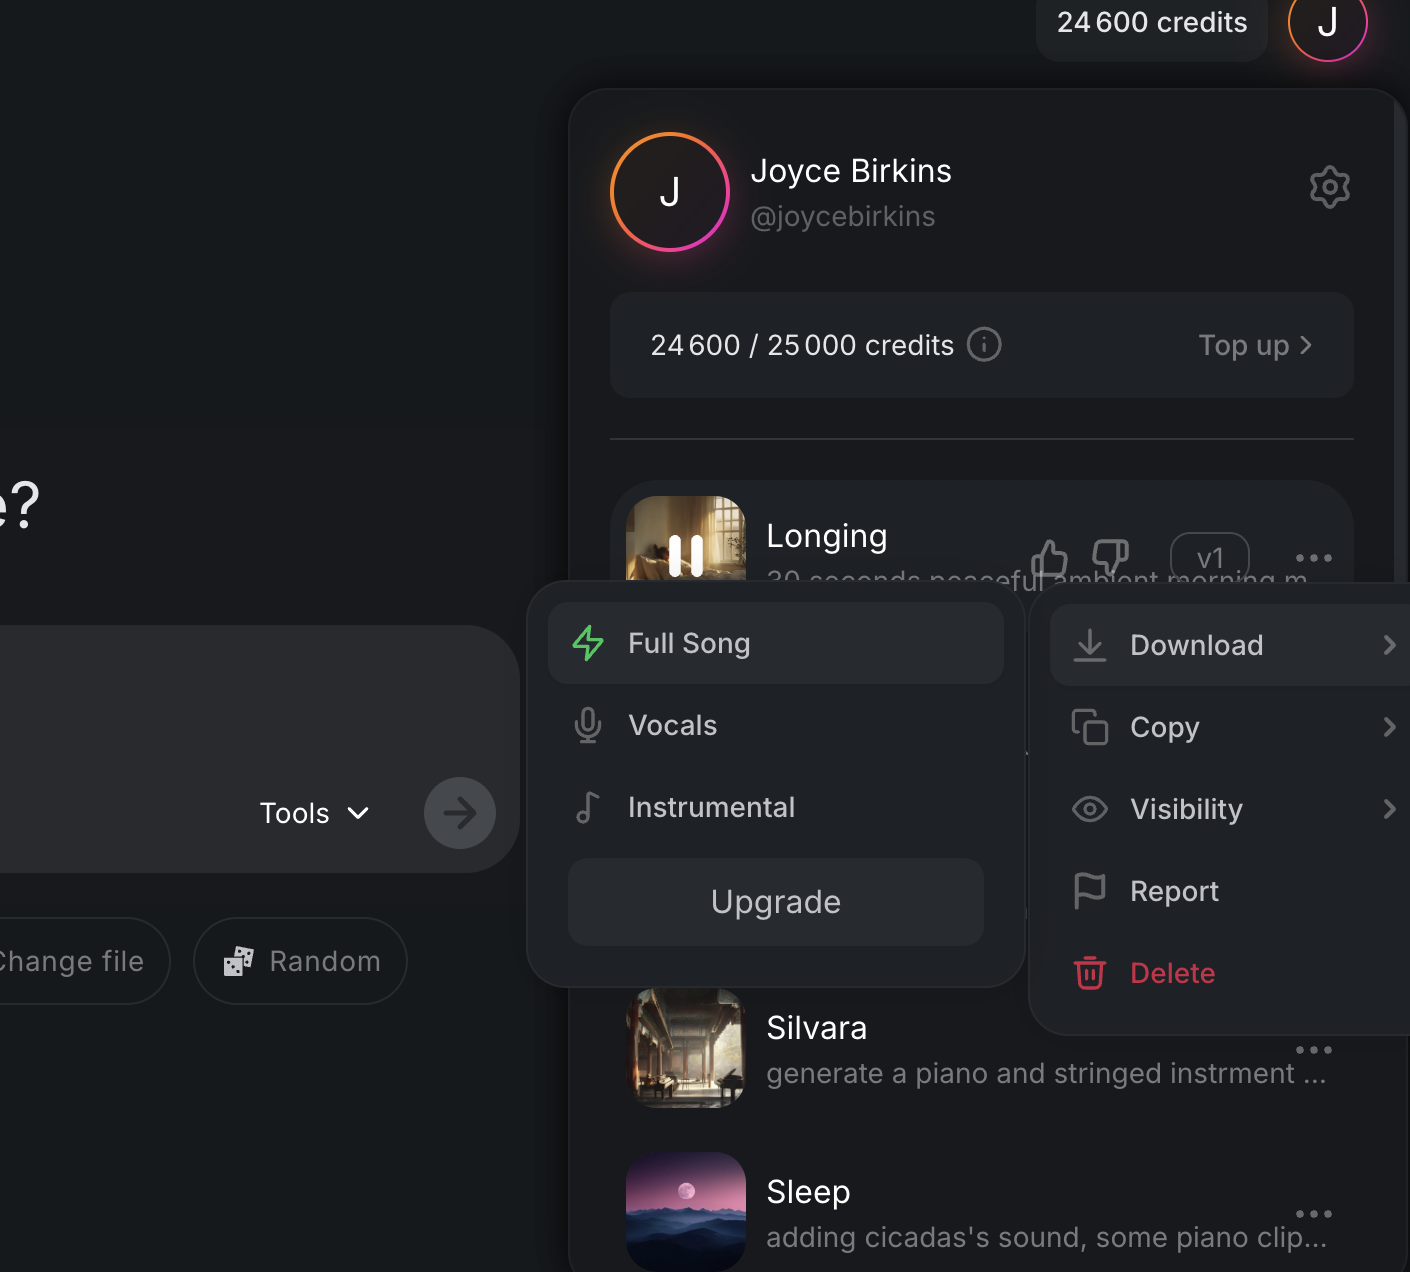 24 600 credits
J
J
Joyce Birkins
@joycebirkins
24 600 / 25 000 credits
Top up
e?
Longing
v1
30 seconds peaceful ambient morning m...
Full Song
Vocals
Instrumental
Upgrade
Download
Copy
Visibility
Report
Delete
Tools
Change file
Random
Silvara
generate a piano and stringed instrment ...
Sleep
adding cicadas's sound, some piano clip...